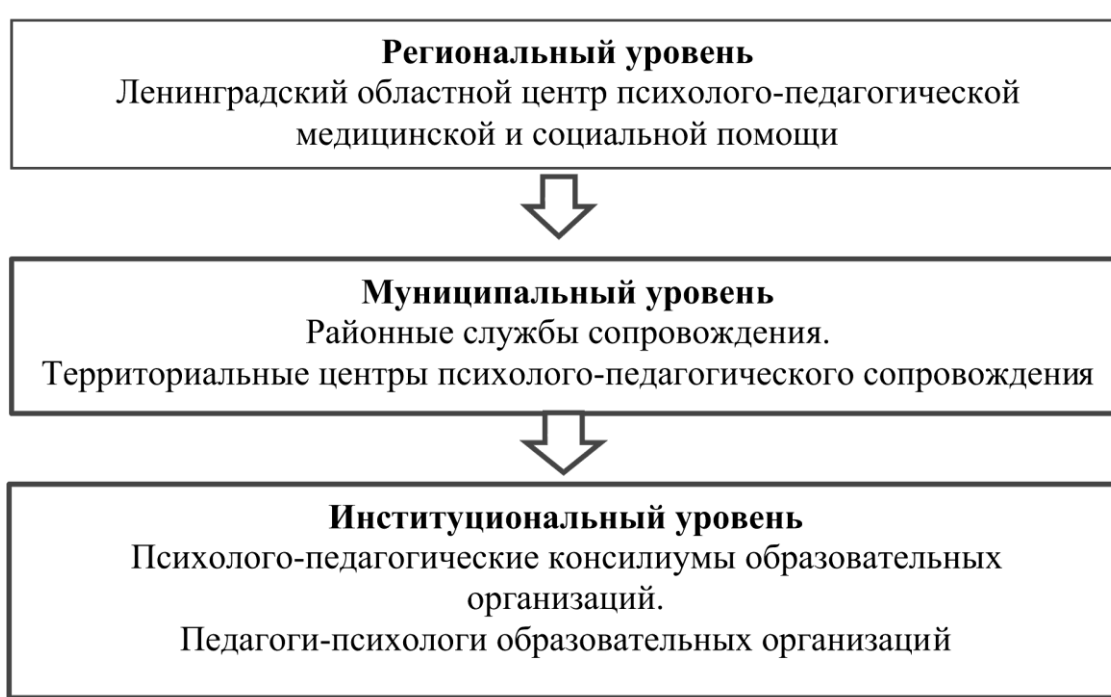 Региональный уровень
Ленинградский областной центр психолого-педагогической
медицинской и социальной помощи
Муниципальный уровень
Районные службы сопровождения.
Территориальные центры психолого-педагогического сопровождения
Институциональный уровень
Психолого-педагогические консилиумы образовательных
организаций.
Педагоги-психологи образовательных организаций